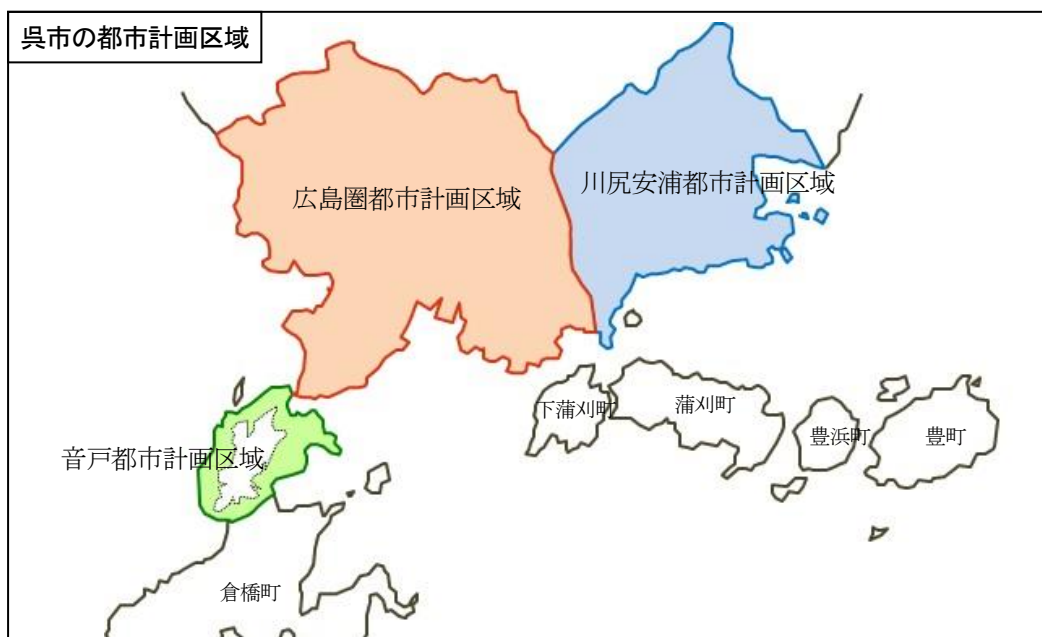 呉市の都市計画区域
広島圏都市計画区域
川尻安浦都市計画区域
下蒲刈町
蒲刈町
豊浜町
豊町
音戸都市計画区域
倉橋町